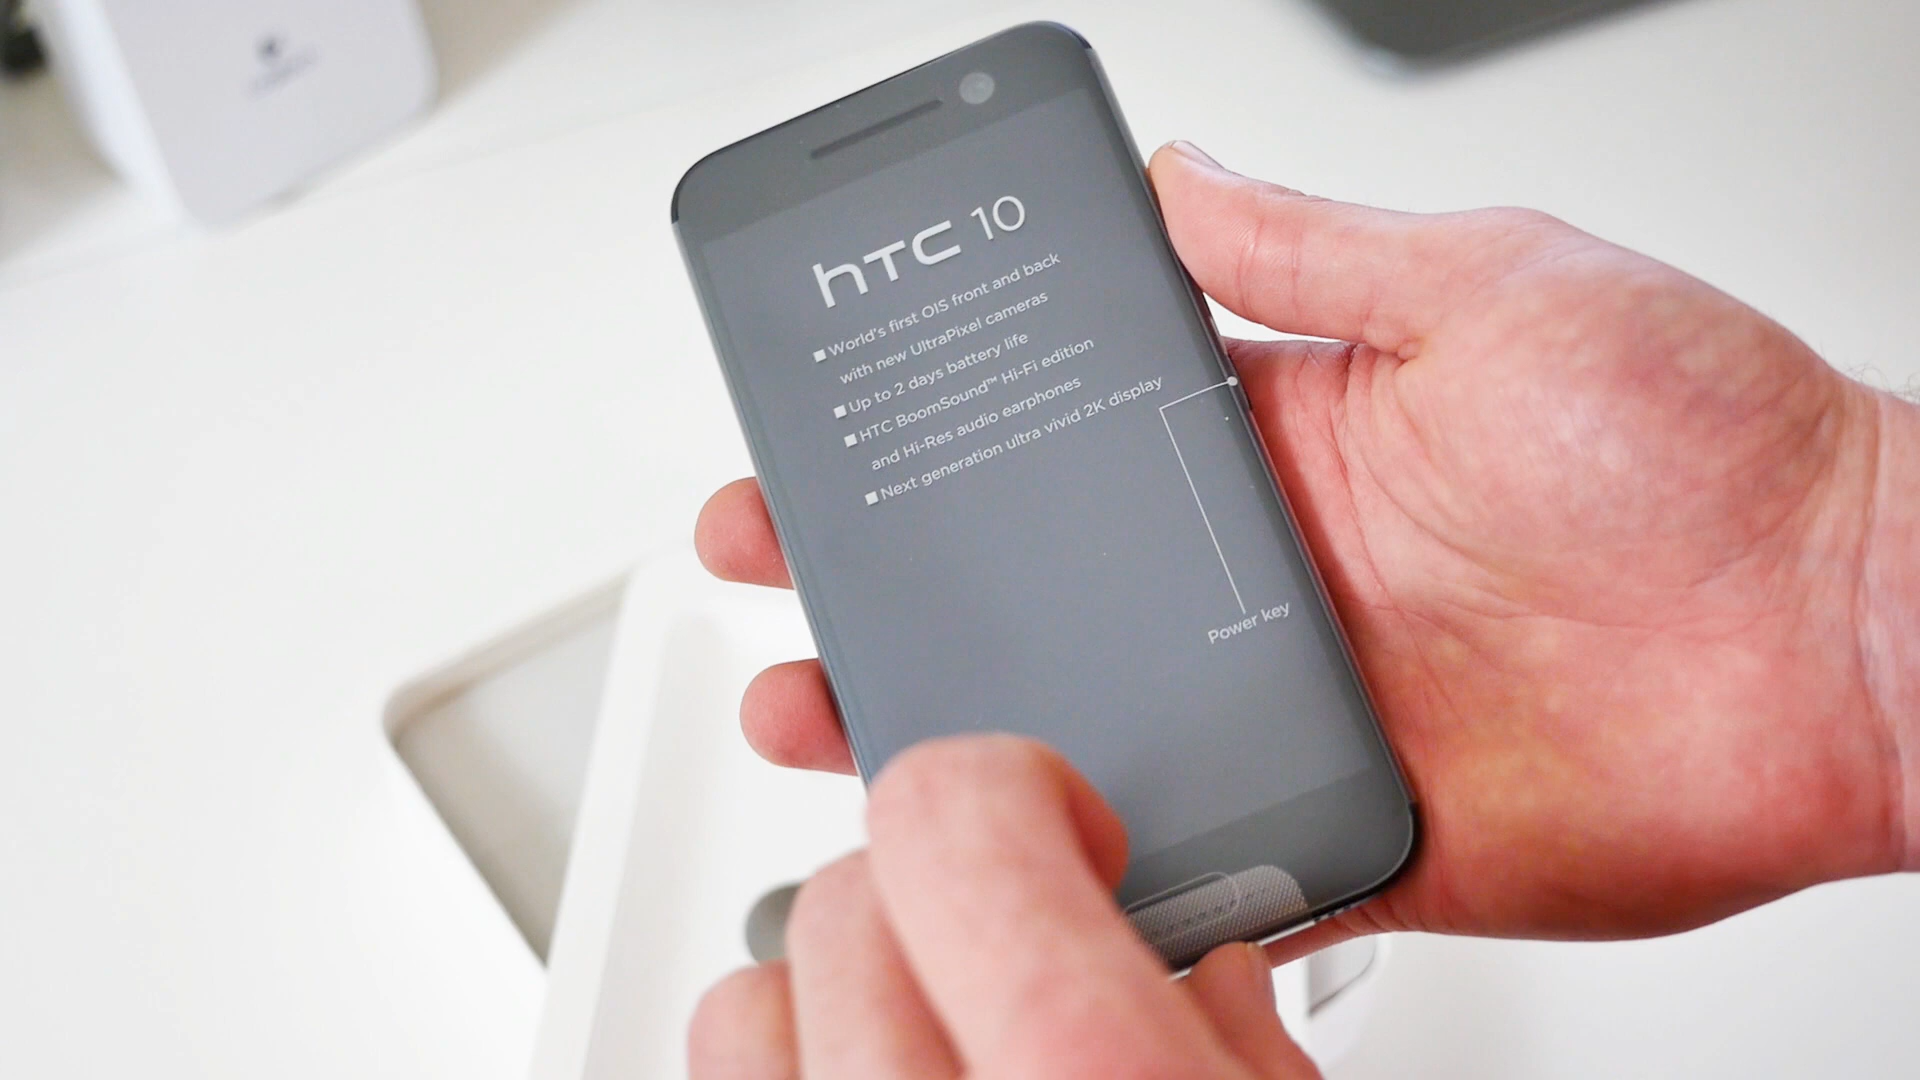 hTC 10
■ World's first OIS front and back
with new UltraPixel cameras
■ Up to 2 days battery life
■ HTC BoomSound™ Hi-Fi edition
and Hi-Res audio earphones
■ Next generation ultra vivid 2K display
Power key